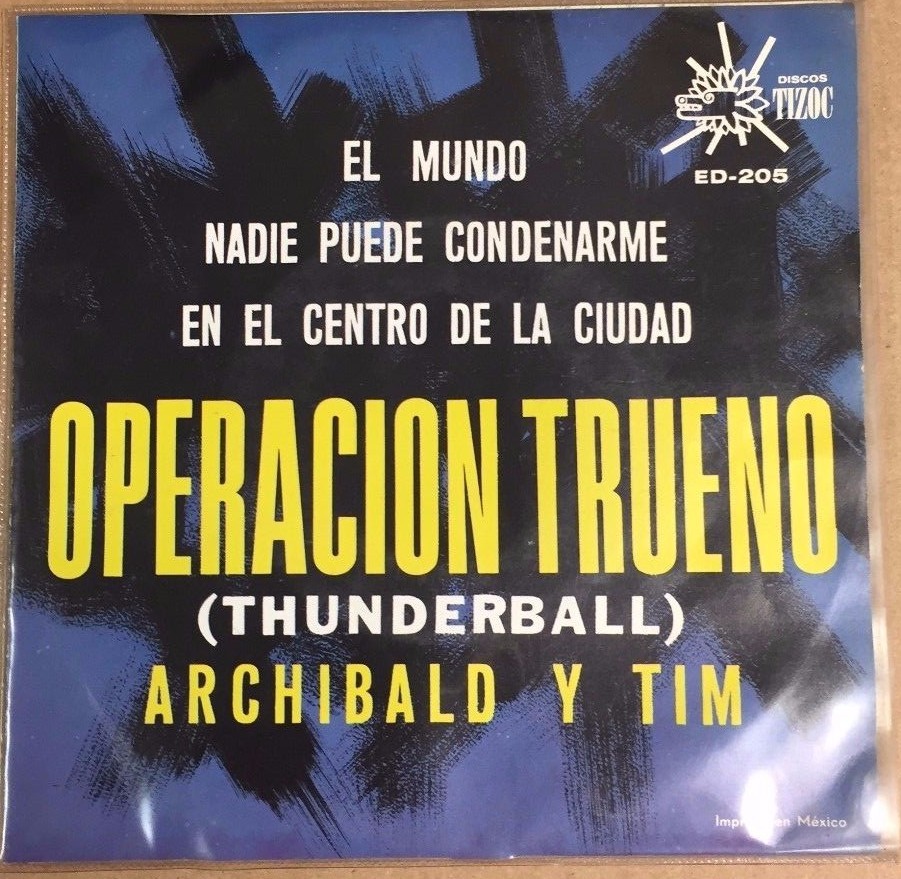 DISCOS
TIZOC
ED-205
EL MUNDO
NADIE PUEDE CONDENARME
EN EL CENTRO DE LA CIUDAD
OPERACION TRUENO
(THUNDERBALL)
ARCHIBALD Y TIM
en México